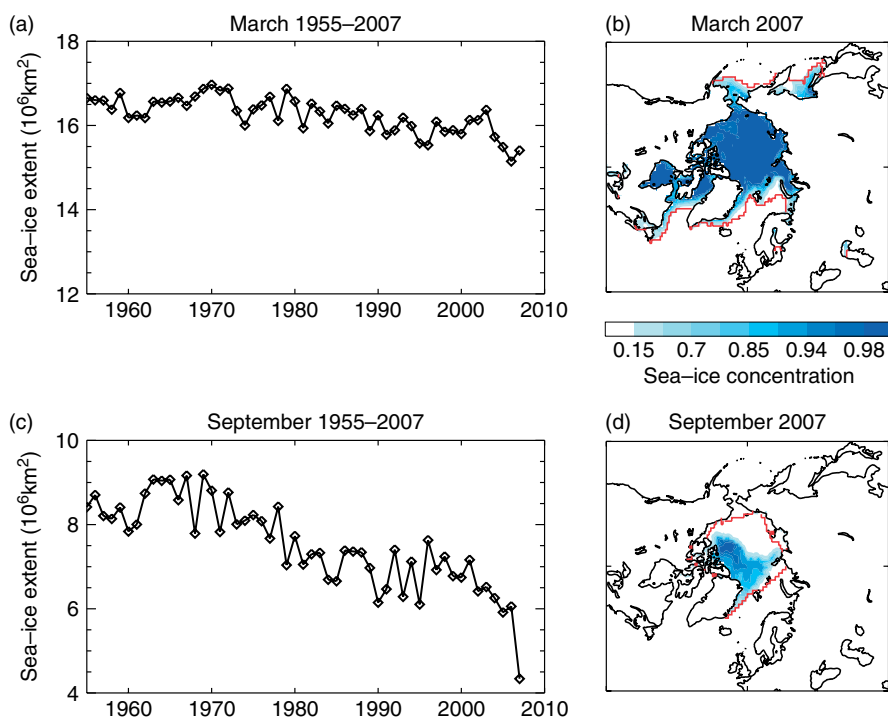 (a) March 1955–2007
Sea–ice extent (10⁶km²)
18
16
14
12
1960 1970 1980 1990 2000 2010
(b) March 2007
0.15 0.7 0.85 0.94 0.98
Sea–ice concentration
(c) September 1955–2007
Sea–ice extent (10⁶km²)
10
8
6
4
1960 1970 1980 1990 2000 2010
(d) September 2007